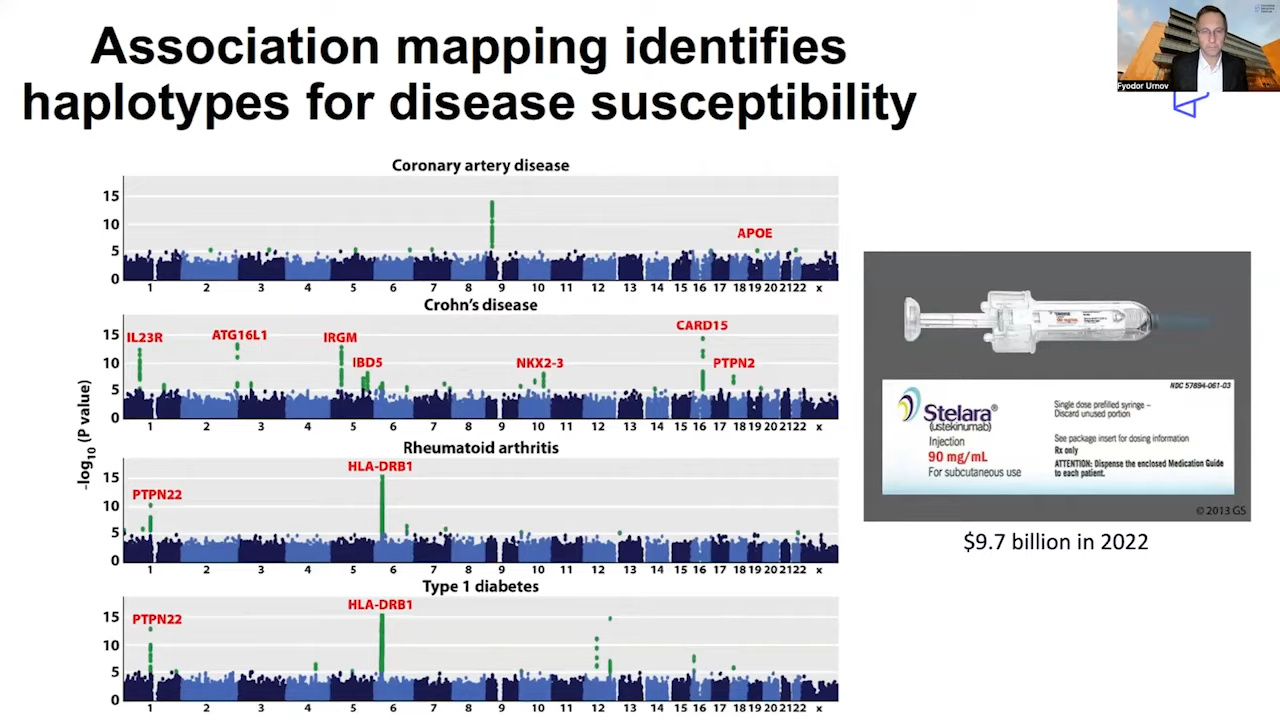 Association mapping identifies
haplotypes for disease susceptibility
Fyodor Urnov
Coronary artery disease
15
10
5
0
APOE
1 2 3 4 5 6 7 8 9 10 11 12 13 14 15 16 17 18 19 20 21 22 x
Crohn's disease
15
10
5
0
IL23R
ATG16L1
IRGM
IBD5
NKX2-3
CARD15
PTPN2
1 2 3 4 5 6 7 8 9 10 11 12 13 14 15 16 17 18 19 20 21 22 x
-log10 (P value)
Rheumatoid arthritis
15
10
5
0
PTPN22
HLA-DRB1
1 2 3 4 5 6 7 8 9 10 11 12 13 14 15 16 17 18 19 20 21 22 x
Type 1 diabetes
15
10
5
0
PTPN22
HLA-DRB1
1 2 3 4 5 6 7 8 9 10 11 12 13 14 15 16 17 18 19 20 21 22 x
NDC 57894-061-03
Stelara®
(ustekinumab)
Injection
90 mg/mL
For subcutaneous use
Single dose prefilled syringe –
Discard unused portion
See package insert for dosing information
Rx only
ATTENTION: Dispense the enclosed Medication Guide
to each patient.
© 2013 GS
$9.7 billion in 2022